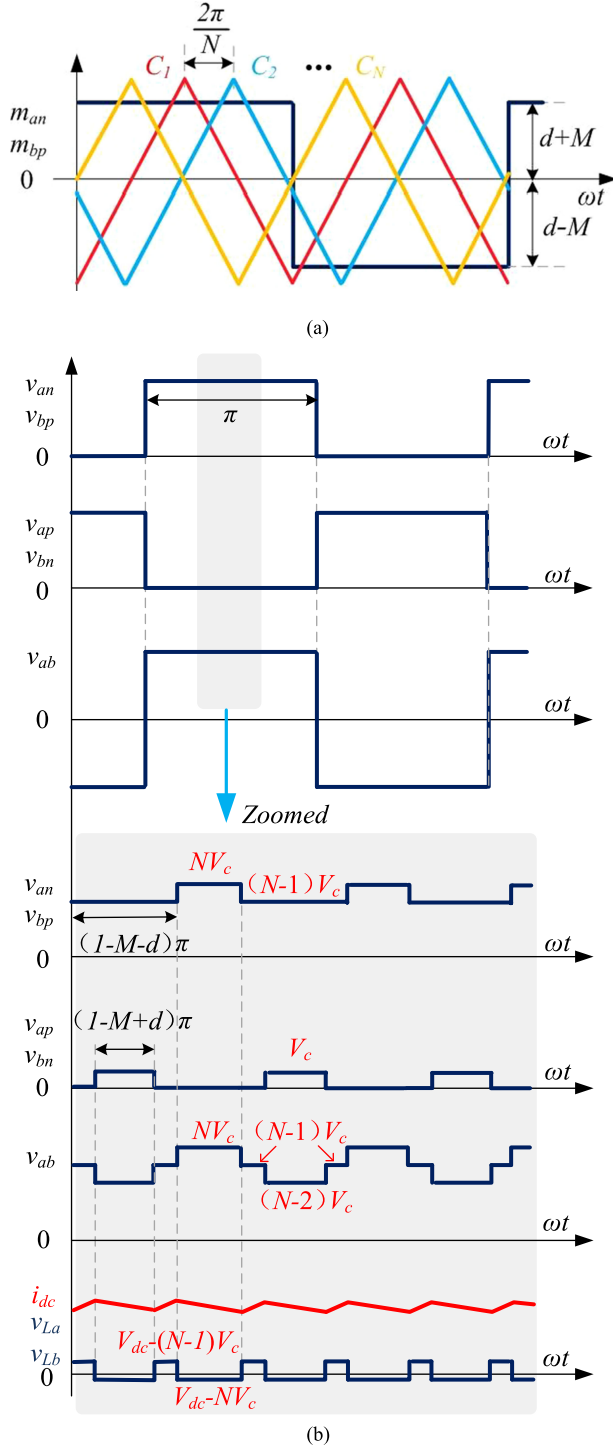 2π
N
C1 C2 ••• CN
man
mbp
0
d+M
ωt
d-M
(a)
van
vbp
π
0
ωt
vap
vbn
0
ωt
vab
0
ωt
Zoomed
NVc
van
(N-1)Vc
vbp
(1-M-d)π
0
ωt
vap
(1-M+d)π
Vc
vbn
0
ωt
NVc
(N-1)Vc
vab
(N-2)Vc
0
ωt
idc
vLa
Vdc-(N-1)Vc
vLb
0
ωt
Vdc-NVc
(b)